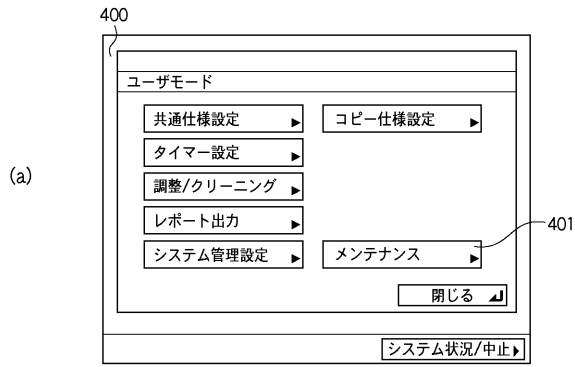 400
ユーザモード
共通仕様設定 ▶ コピー仕様設定 ▶
タイマー設定 ▶
(a)
調整/クリーニング ▶
レポート出力 ▶
401
システム管理設定 ▶ メンテナンス ▶
閉じる
システム状況/中止 ▶